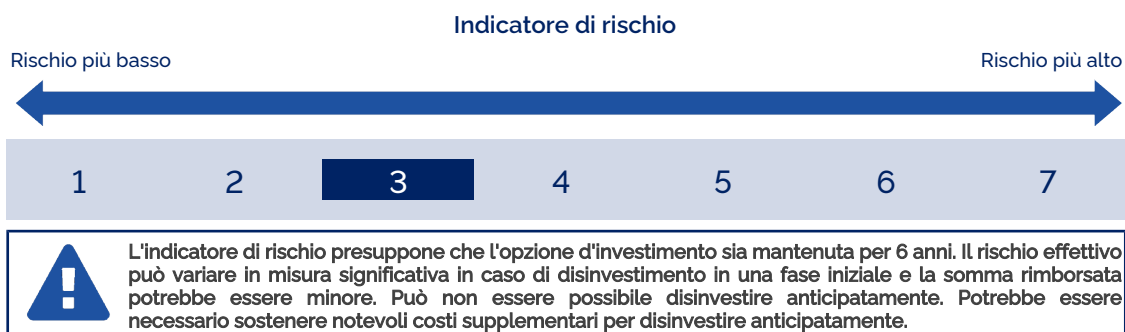 Indicatore di rischio
Rischio più basso Rischio più alto
1 2 3 4 5 6 7
L'indicatore di rischio presuppone che l'opzione d'investimento sia mantenuta per 6 anni. Il rischio effettivo
può variare in misura significativa in caso di disinvestimento in una fase iniziale e la somma rimborsata
potrebbe essere minore. Può non essere possibile disinvestire anticipatamente. Potrebbe essere
necessario sostenere notevoli costi supplementari per disinvestire anticipatamente.